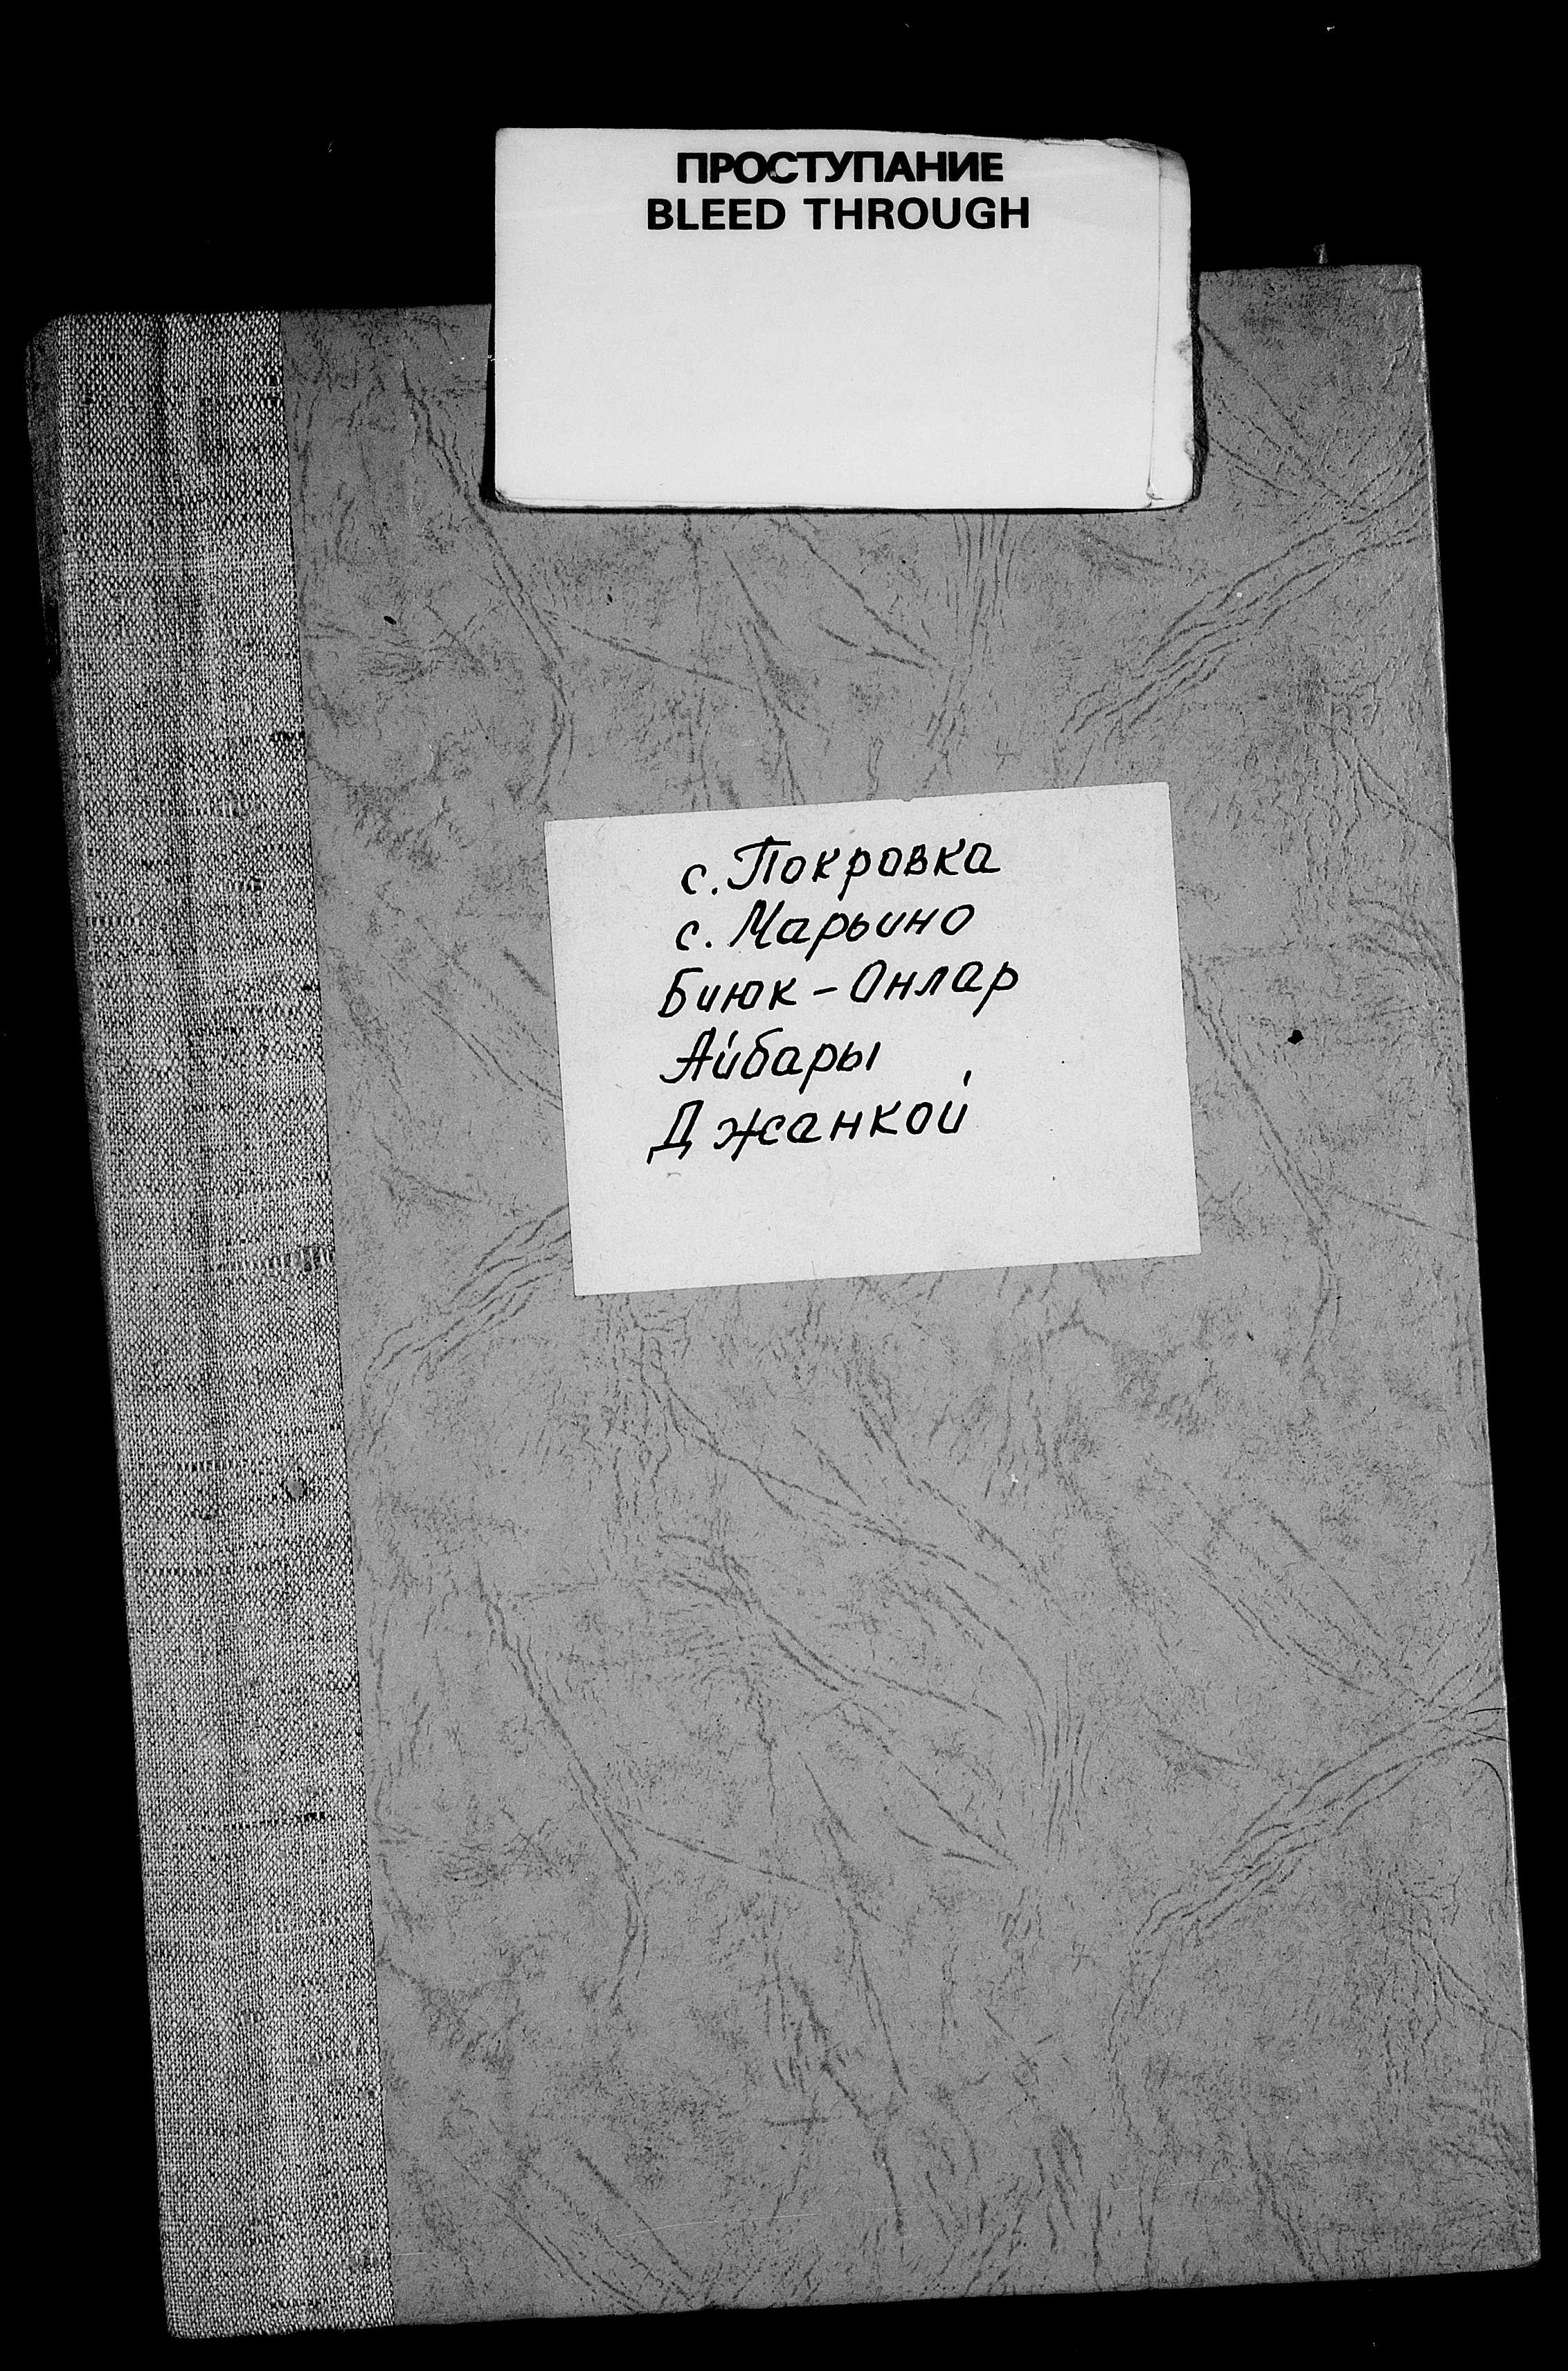 ПРОСТУПАНИЕ
BLEED THROUGH
с. Покровка
с. Марьино
Биюк-Онлар
Айбары
Джанкой